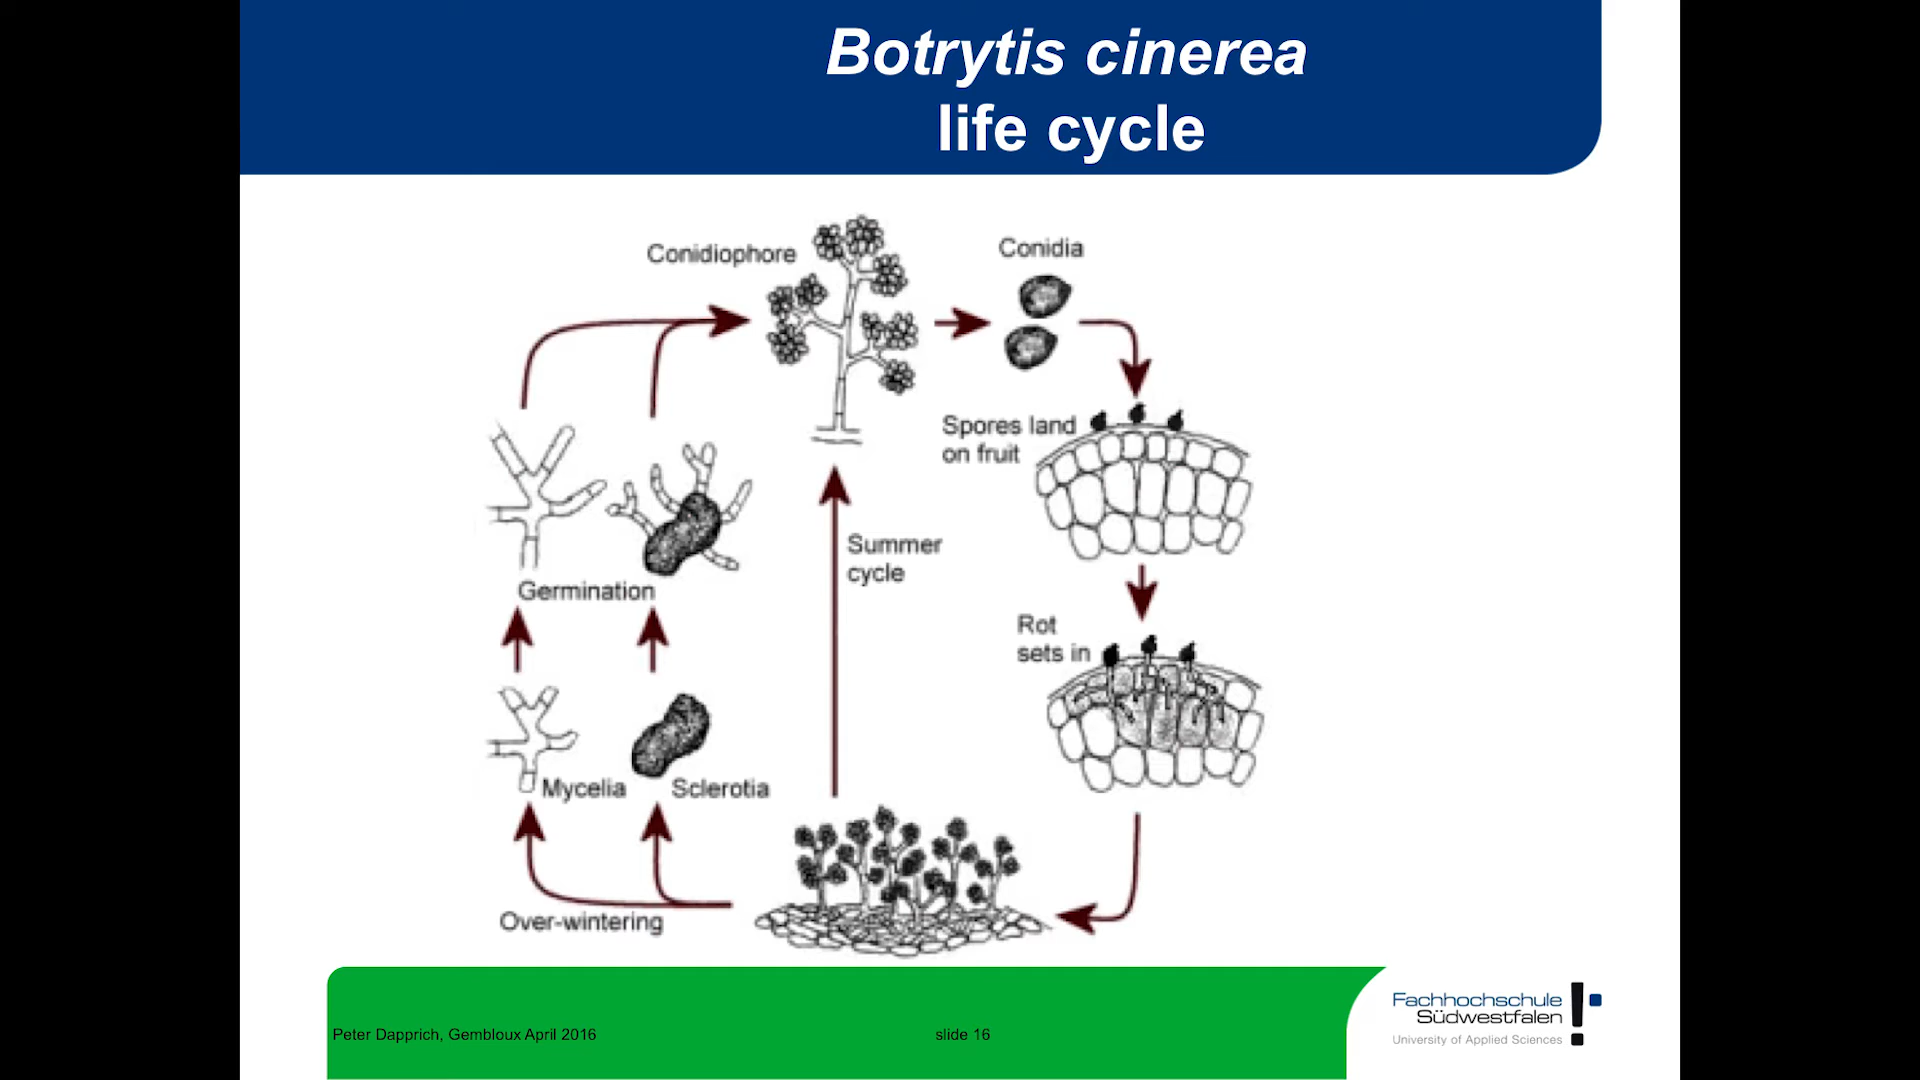 Botrytis cinerea
life cycle
Conidiophore
Conidia
Spores land
on fruit
Summer
cycle
Germination
Rot
sets in
Mycelia
Sclerotia
Over-wintering
Peter Dapprich, Gembloux April 2016
slide 16
Fachhochschule
Südwestfalen
University of Applied Sciences